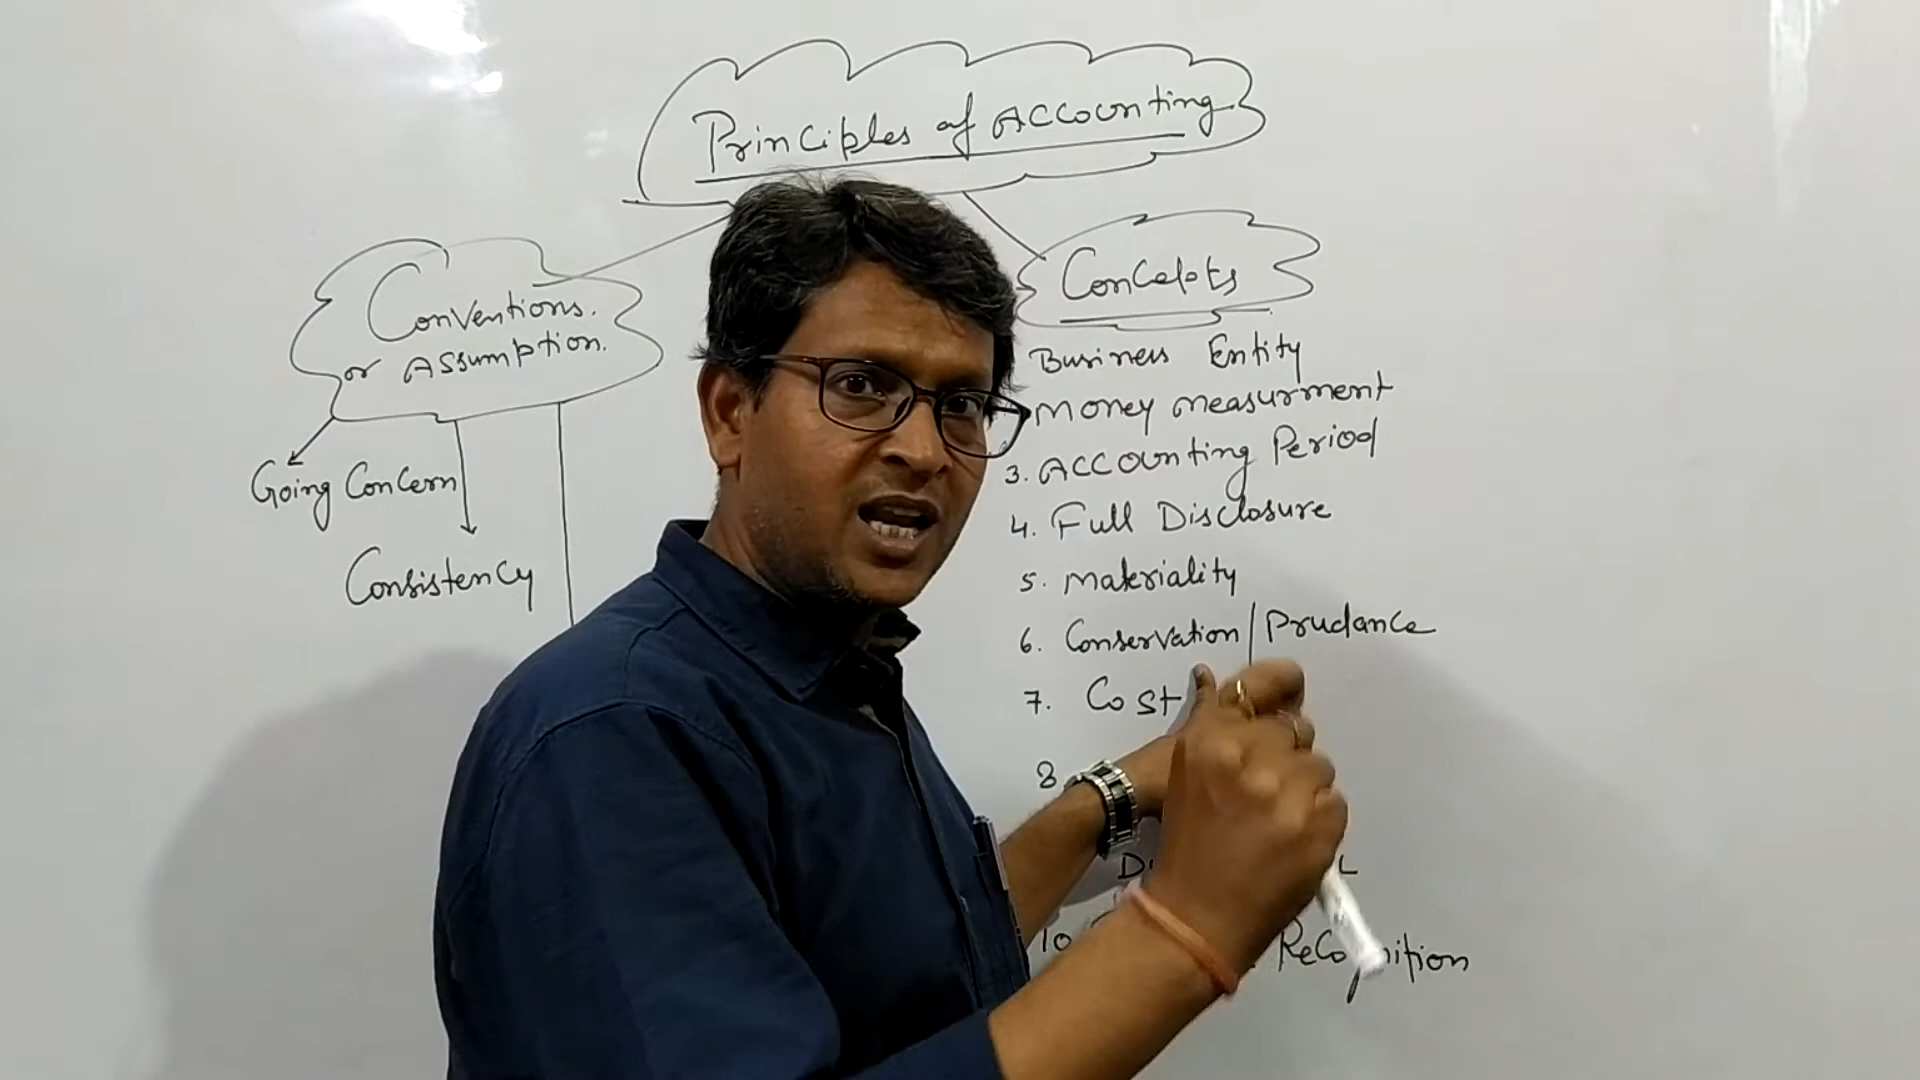 Principles of Accounting
Conventions.
or Assumption.
Going Concern
Consistency
Concepts
Business Entity
Money measurment
3. Accounting Period
4. Full Disclosure
5. Materiality
6. Conservation/Prudance
7. Cost
8
10
Recognition